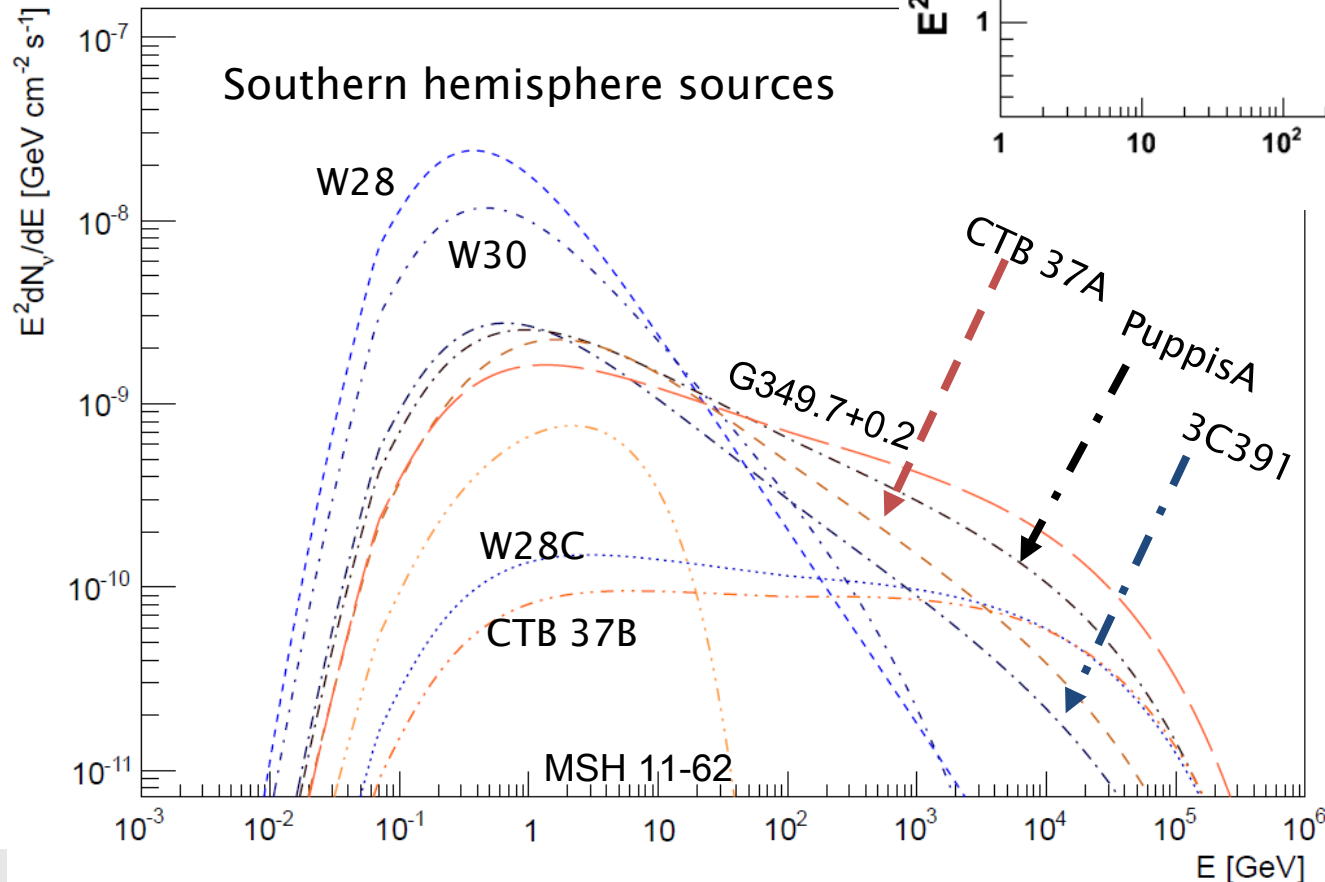 E²
1
1
10
10²
E²dNᵥ/dE [GeV cm⁻² s⁻¹]
10⁻⁷
10⁻⁸
10⁻⁹
10⁻¹⁰
10⁻¹¹
Southern hemisphere sources
W28
W30
CTB 37A
PuppisA
G349.7+0.2
3C391
W28C
CTB 37B
MSH 11-62
10⁻³
10⁻²
10⁻¹
1
10
10²
10³
10⁴
10⁵
10⁶
E [GeV]